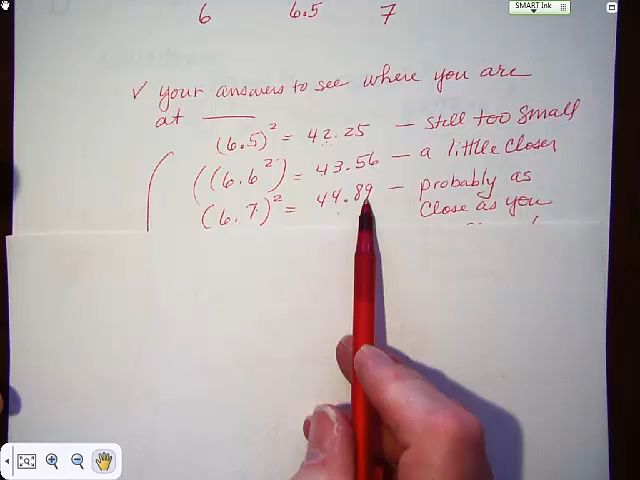 SMART Ink
6 6.5 7
✓ your answers to see where you are
at ____
(6.5)² = 42.25 — still too small
((6.6²) = 43.56 — a little closer
(6.7)² = 44.89 — probably as
close as you